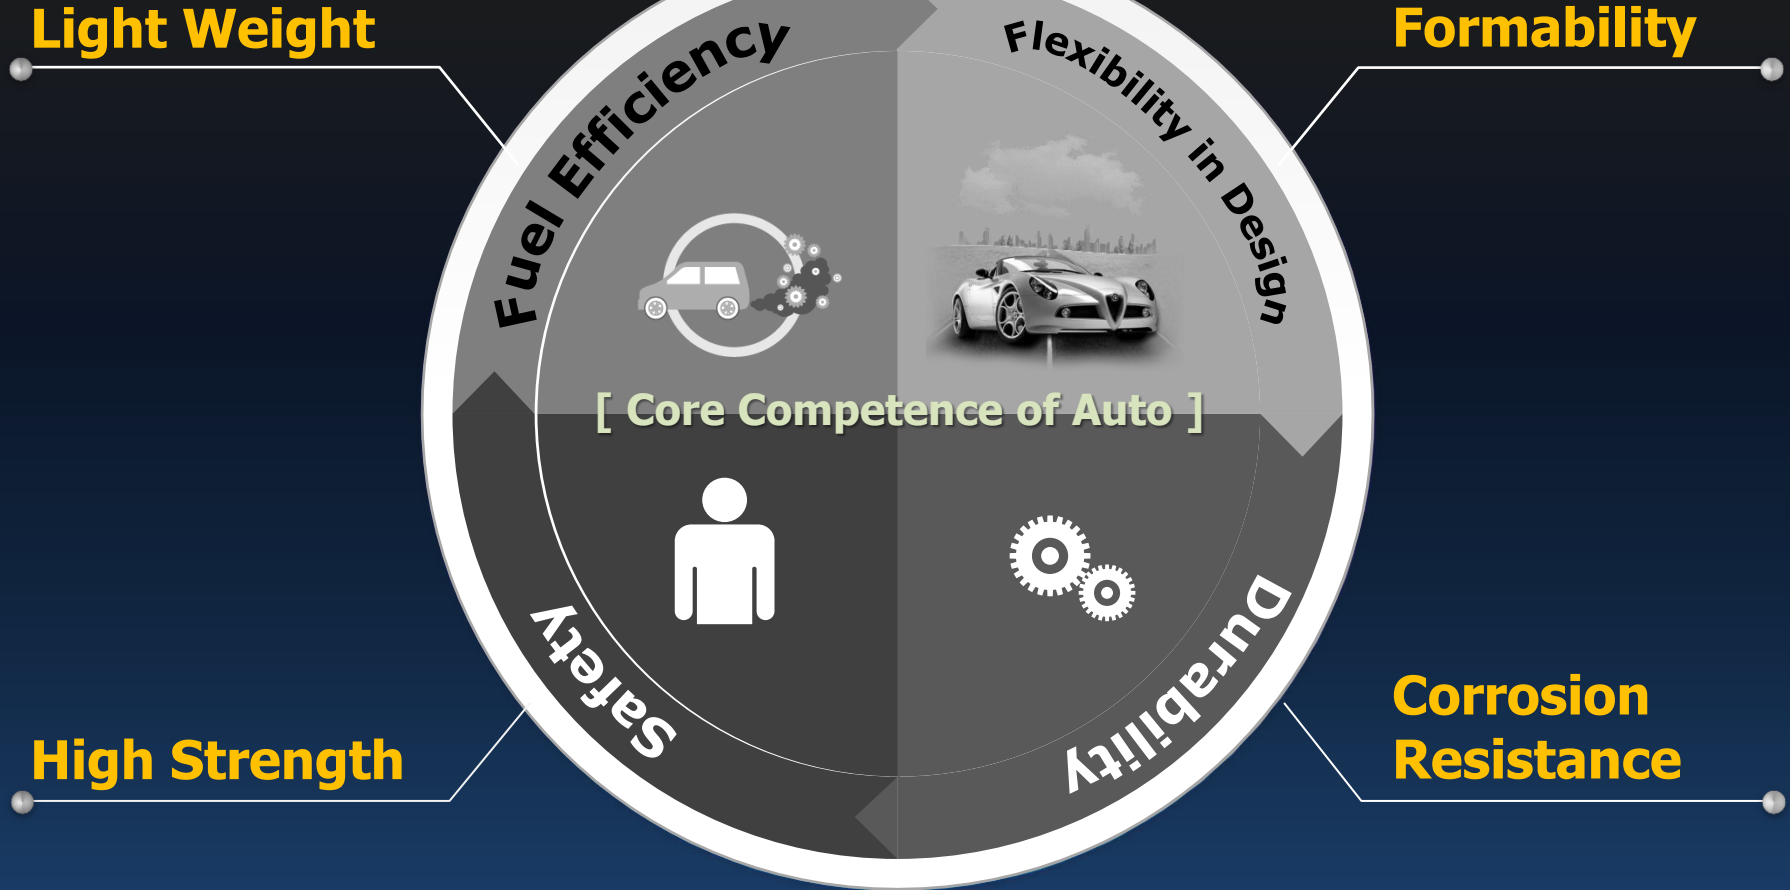 Light Weight
Formability
Fuel Efficiency
Flexibility in Design
[ Core Competence of Auto ]
Safety
Durability
High Strength
Corrosion
Resistance